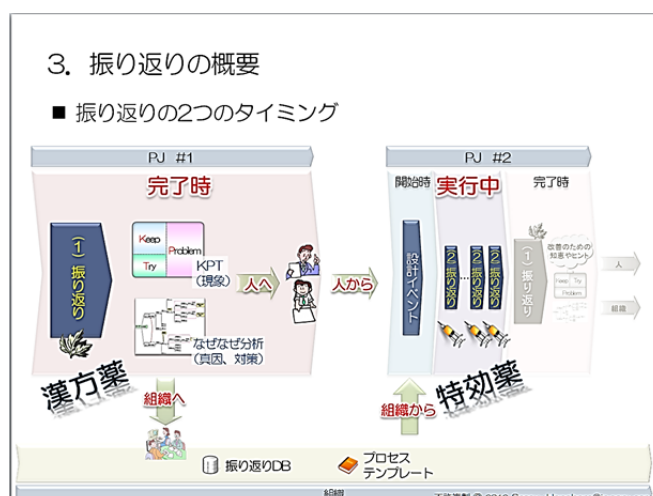 3. 振り返りの概要
■ 振り返りの2つのタイミング
PJ #1
完了時
(1) 振り返り
Keep
Problem
Try
KPT
(現象)
なぜなぜ分析
(真因、対策)
人へ
人から
漢方薬
組織へ
PJ #2
開始時
実行中
完了時
設計イベント
(2) 振り返り
…
(2) 振り返り
(2) 振り返り
(1) 振り返り
改善のための
知恵やヒント
Keep
Try
Problem
人
組織
特効薬
組織から
振り返りDB
プロセス
テンプレート
組織